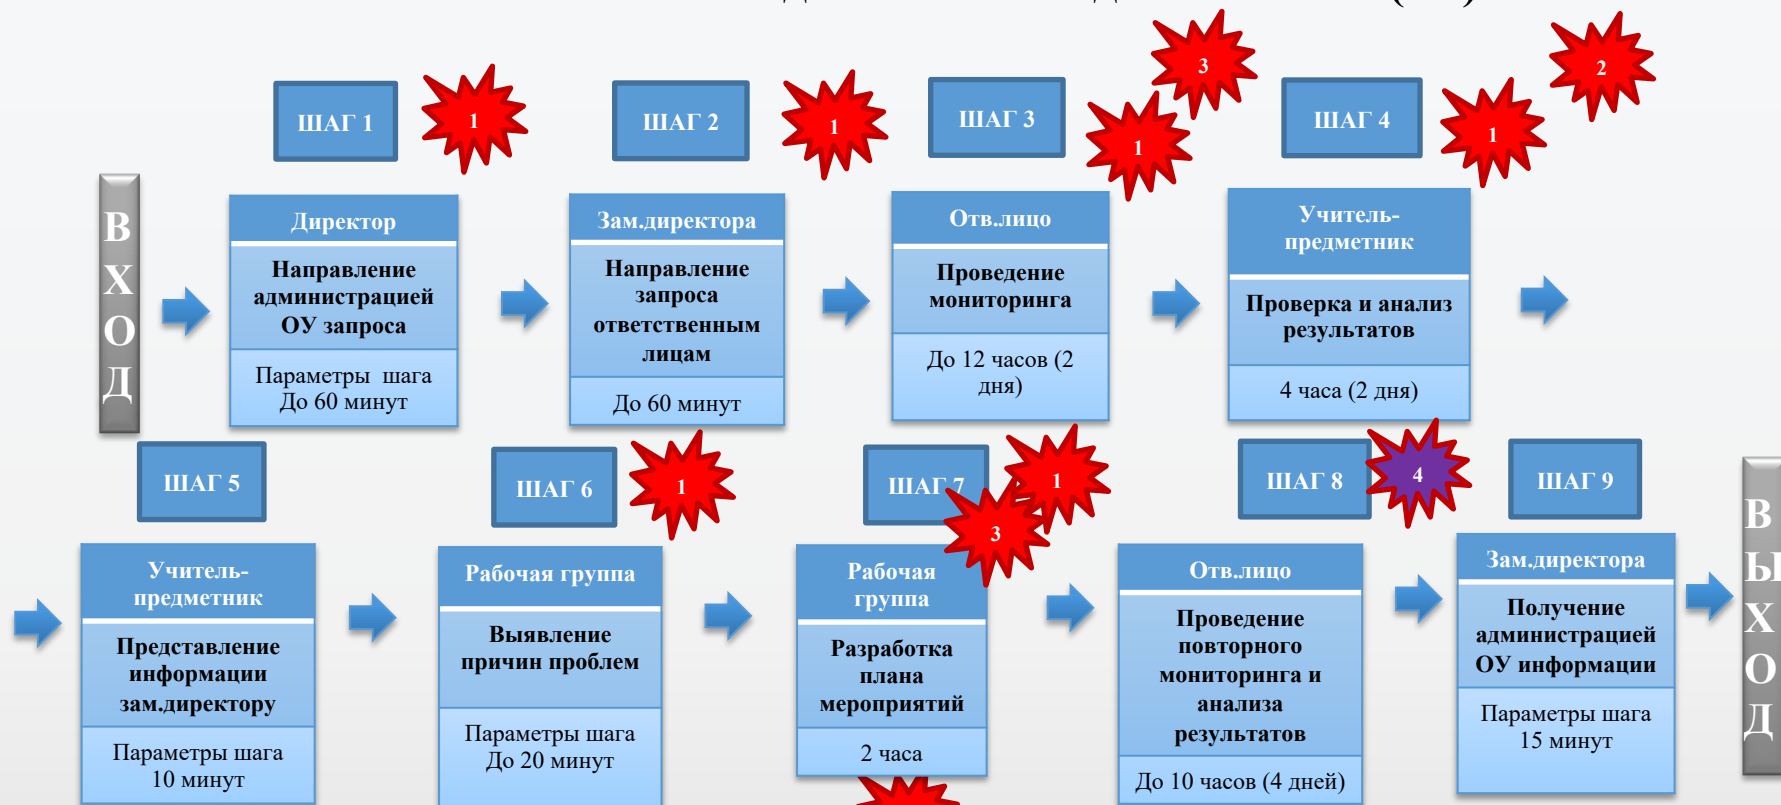 ШАГ 1
1
ШАГ 2
1
ШАГ 3
1
3
ШАГ 4
1
2
В
Х
О
Д
Директор
Направление
администрацией
ОУ запроса
Параметры шага
До 60 минут
Зам.директора
Направление
запроса
ответственным
лицам
До 60 минут
Отв.лицо
Проведение
мониторинга
До 12 часов (2
дня)
Учитель-
предметник
Проверка и анализ
результатов
4 часа (2 дня)
ШАГ 5
ШАГ 6
1
ШАГ 7
1
3
ШАГ 8
4
ШАГ 9
Учитель-
предметник
Представление
информации
зам.директору
Параметры шага
10 минут
Рабочая группа
Выявление
причин проблем
Параметры шага
До 20 минут
Рабочая
группа
Разработка
плана
мероприятий
2 часа
Отв.лицо
Проведение
повторного
мониторинга и
анализа
результатов
До 10 часов (4 дней)
Зам.директора
Получение
администрацией
ОУ информации
Параметры шага
15 минут
В
Ы
Х
О
Д